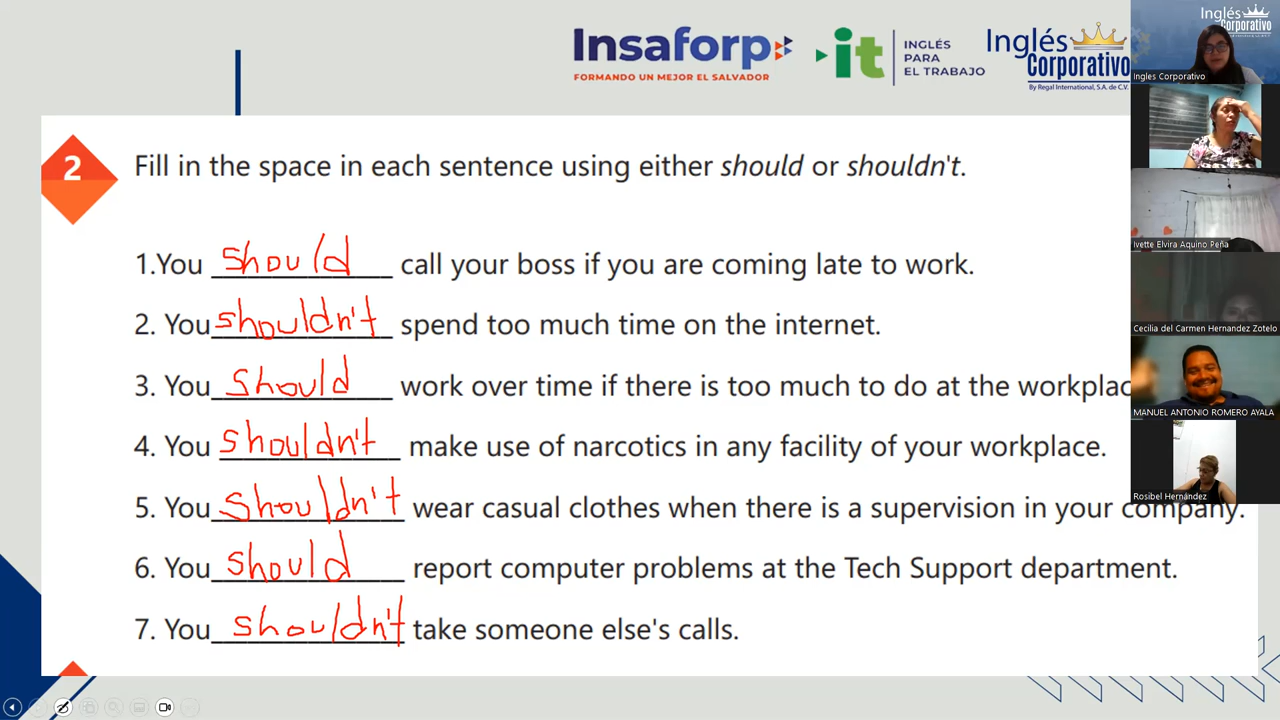 Insaforp
FORMANDO UN MEJOR EL SALVADOR
it
INGLÉS
PARA
EL TRABAJO
Inglés
Corporativo
By Regal International, S.A. de C.V.
Inglés
Corporativo
Ingles Corporativo
Ivette Elvira Aquino Peña
Cecilia del Carmen Hernandez Zotelo
MANUEL ANTONIO ROMERO AYALA
Rosibel Hernández
2
Fill in the space in each sentence using either should or shouldn't.
1.You should call your boss if you are coming late to work.
2. You shouldn't spend too much time on the internet.
3. You should work over time if there is too much to do at the workplac
4. You shouldn't make use of narcotics in any facility of your workplace.
5. You shouldn't wear casual clothes when there is a supervision in your company.
6. You should report computer problems at the Tech Support department.
7. You shouldn't take someone else's calls.